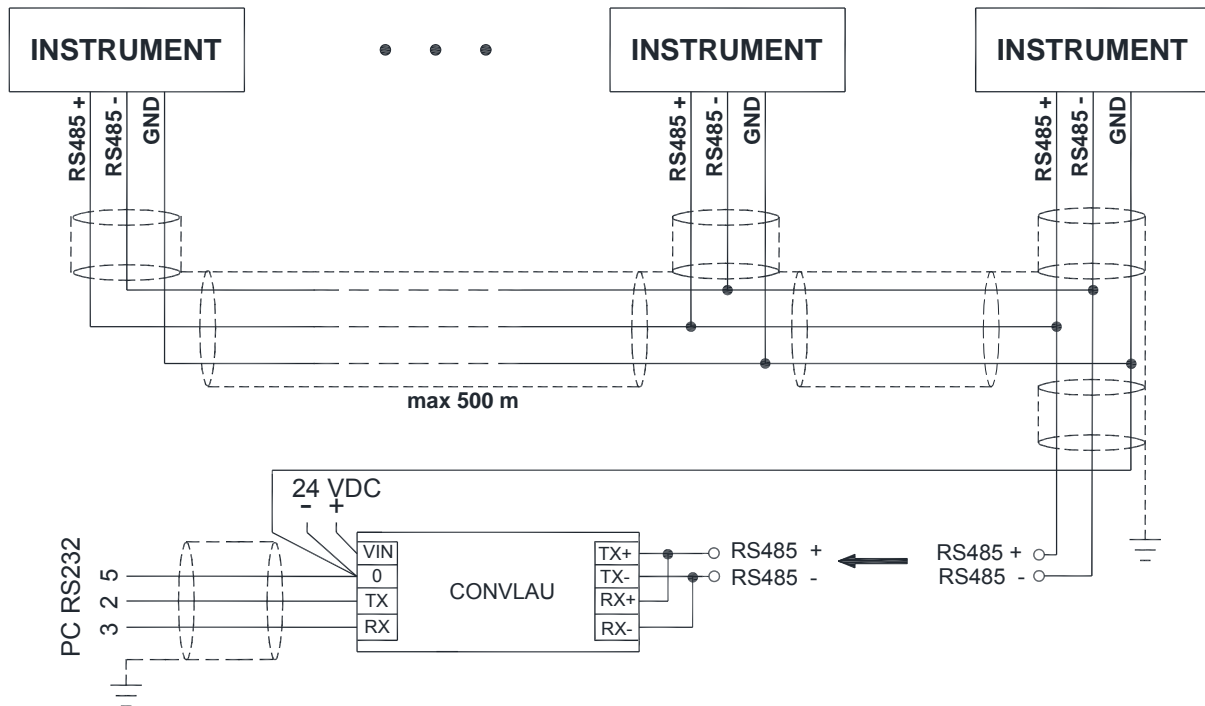 INSTRUMENT INSTRUMENT INSTRUMENT
RS485 + RS485 - GND RS485 + RS485 - GND RS485 + RS485 - GND
max 500 m
24 VDC
- +
PC RS232
5
2
3
VIN
0
TX
RX
CONVLAU
TX+
TX-
RX+
RX-
RS485 +
RS485 -
RS485 +
RS485 -